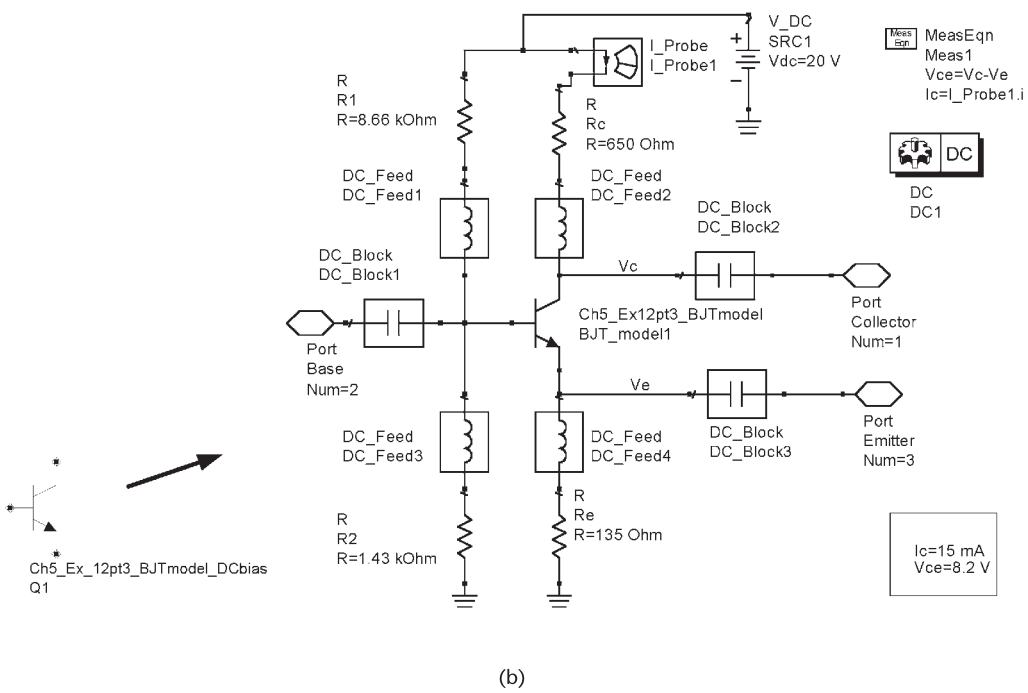 V_DC
SRC1
Vdc=20 V
+
−
Meas
Eqn
MeasEqn
Meas1
Vce=Vc-Ve
Ic=I_Probe1.i
I_Probe
I_Probe1
R
R1
R=8.66 kOhm
R
Rc
R=650 Ohm
DC
DC
DC1
DC_Feed
DC_Feed1
DC_Feed
DC_Feed2
DC_Block
DC_Block2
DC_Block
DC_Block1
Vc
Port
Collector
Num=1
Ch5_Ex12pt3_BJTmodel
BJT_model1
Port
Base
Num=2
Ve
DC_Feed
DC_Feed3
DC_Feed
DC_Feed4
DC_Block
DC_Block3
Port
Emitter
Num=3
R
R2
R=1.43 kOhm
R
Re
R=135 Ohm
Ic=15 mA
Vce=8.2 V
Ch5_Ex_12pt3_BJTmodel_DCbias
Q1
(b)